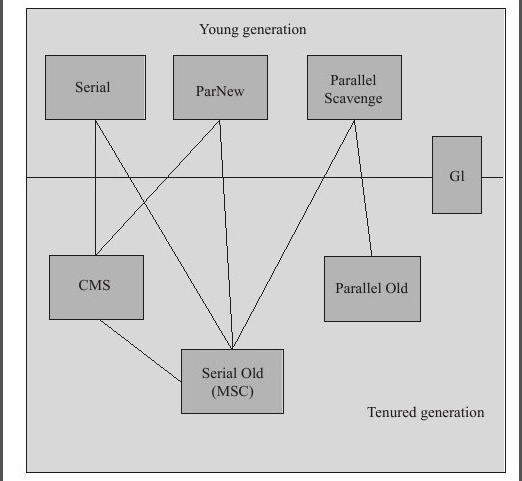 Young generation
Serial
ParNew
Parallel
Scavenge
Gl
CMS
Parallel Old
Serial Old
(MSC)
Tenured generation